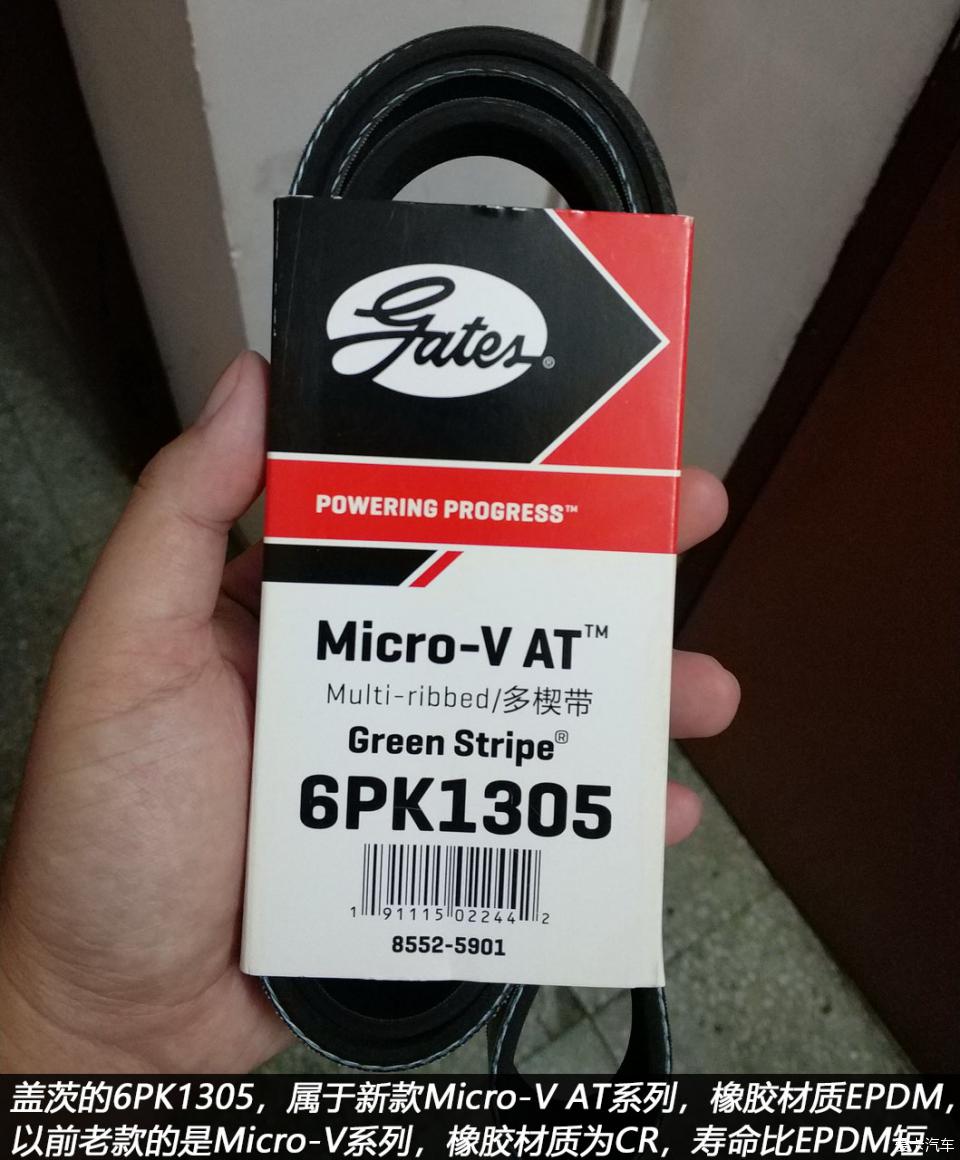 Gates®
POWERING PROGRESS™
Micro-V AT™
Multi-ribbed/多楔带
Green Stripe®
6PK1305
1 91115 02244 2
8552-5901
盖茨的6PK1305，属于新款Micro-V AT系列，橡胶材质EPDM，
以前老款的是Micro-V系列，橡胶材质为CR，寿命比EPDM短
汽车